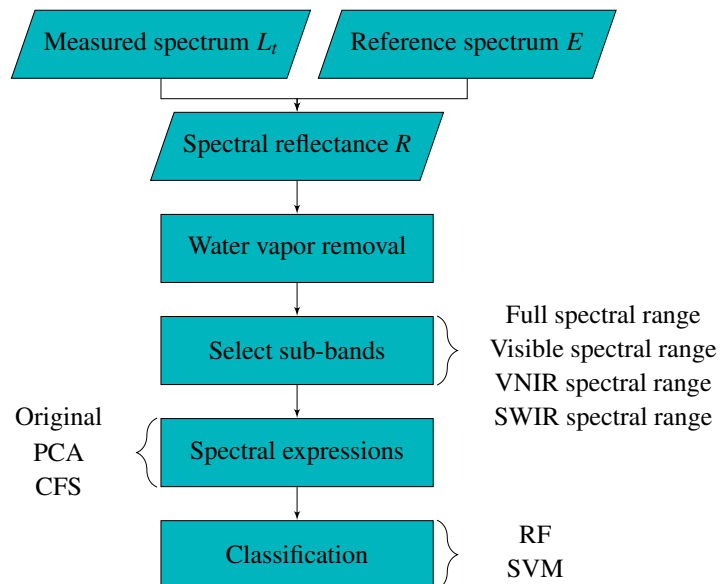 Measured spectrum L_t
Reference spectrum E
Spectral reflectance R
Water vapor removal
Select sub-bands
Full spectral range
Visible spectral range
VNIR spectral range
SWIR spectral range
Original
PCA
CFS
Spectral expressions
Classification
RF
SVM